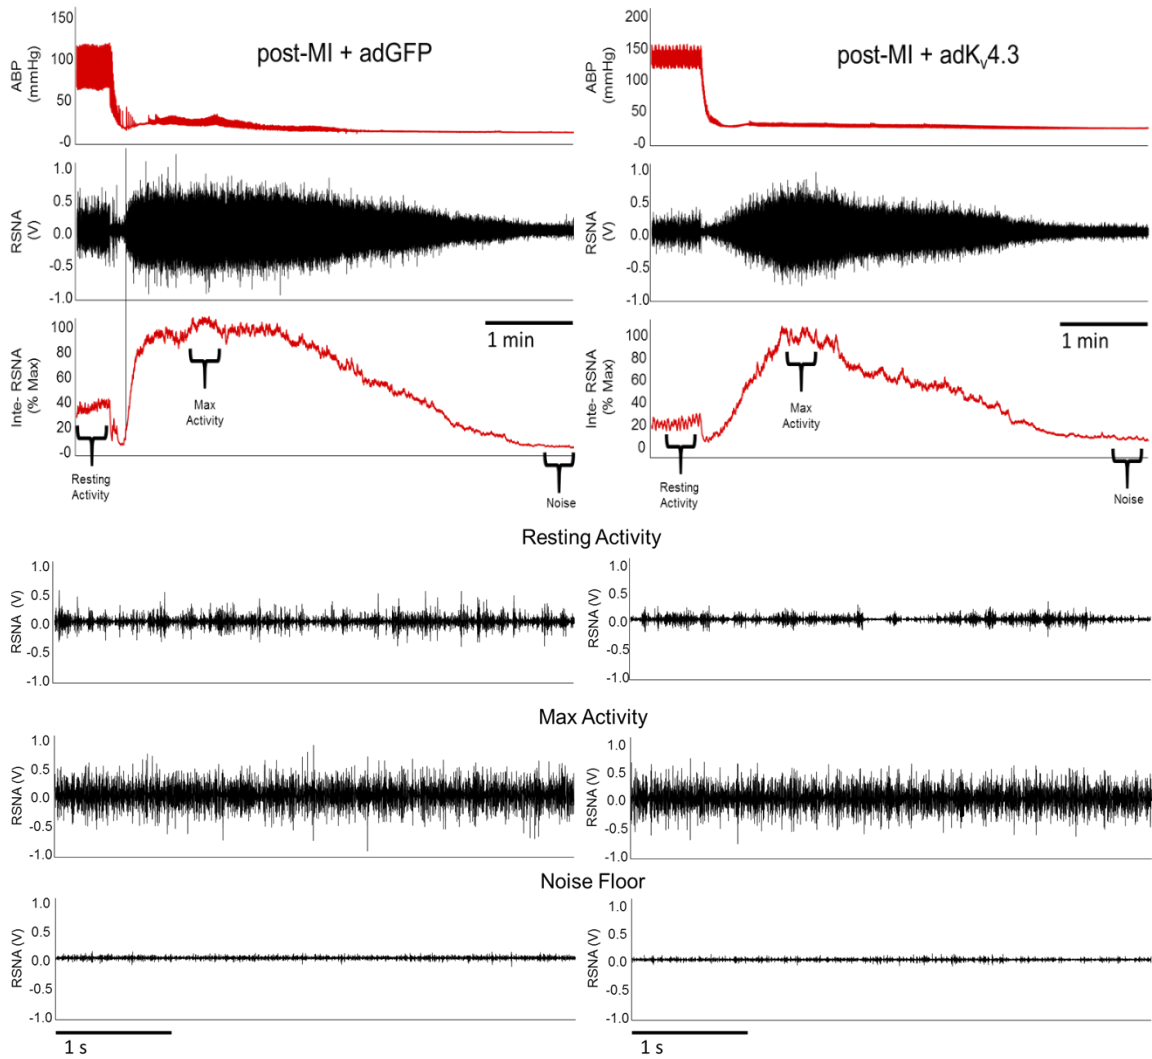 post-MI + adGFP
ABP
(mmHg)
150
100
50
-0
RSNA
(V)
1.0
0.5
0.0
-0.5
-1.0
Inte- RSNA
(% Max)
100
80
60
40
20
-0
1 min
Resting
Activity
Max
Activity
Noise
post-MI + adKv4.3
ABP
(mmHg)
200
150
100
50
-0
RSNA
(V)
1.0
0.5
0.0
-0.5
-1.0
Inte- RSNA
(% Max)
100
80
60
40
20
0
1 min
Resting
Activity
Max
Activity
Noise
Resting Activity
RSNA (V)
1.0
0.5
0.0
-0.5
-1.0
RSNA (V)
1.0
0.5
0.0
-0.5
-1.0
Max Activity
RSNA (V)
1.0
0.5
0.0
-0.5
-1.0
RSNA (V)
1.0
0.5
0.0
-0.5
-1.0
Noise Floor
RSNA (V)
1.0
0.5
0.0
-0.5
-1.0
RSNA (V)
1.0
0.5
0.0
-0.5
-1.0
1 s
1 s